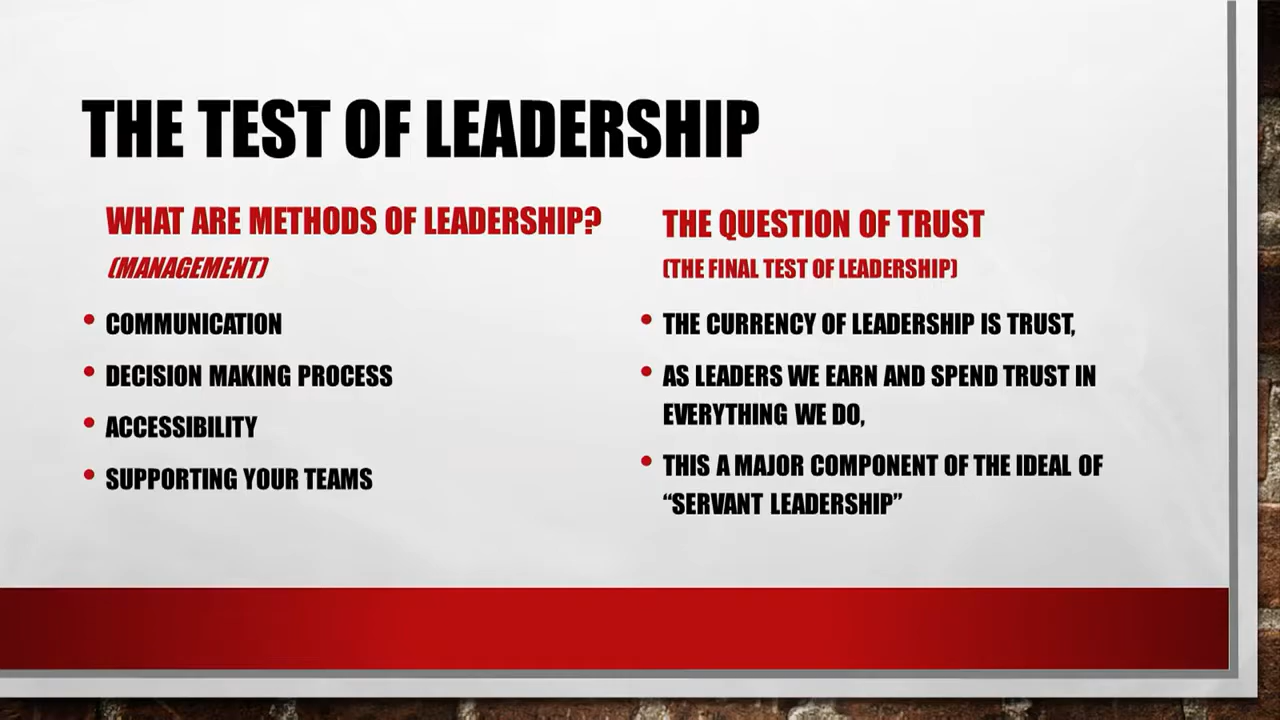 THE TEST OF LEADERSHIP
WHAT ARE METHODS OF LEADERSHIP?
(MANAGEMENT)
• COMMUNICATION
• DECISION MAKING PROCESS
• ACCESSIBILITY
• SUPPORTING YOUR TEAMS
THE QUESTION OF TRUST
(THE FINAL TEST OF LEADERSHIP)
• THE CURRENCY OF LEADERSHIP IS TRUST,
• AS LEADERS WE EARN AND SPEND TRUST IN
EVERYTHING WE DO,
• THIS A MAJOR COMPONENT OF THE IDEAL OF
“SERVANT LEADERSHIP”